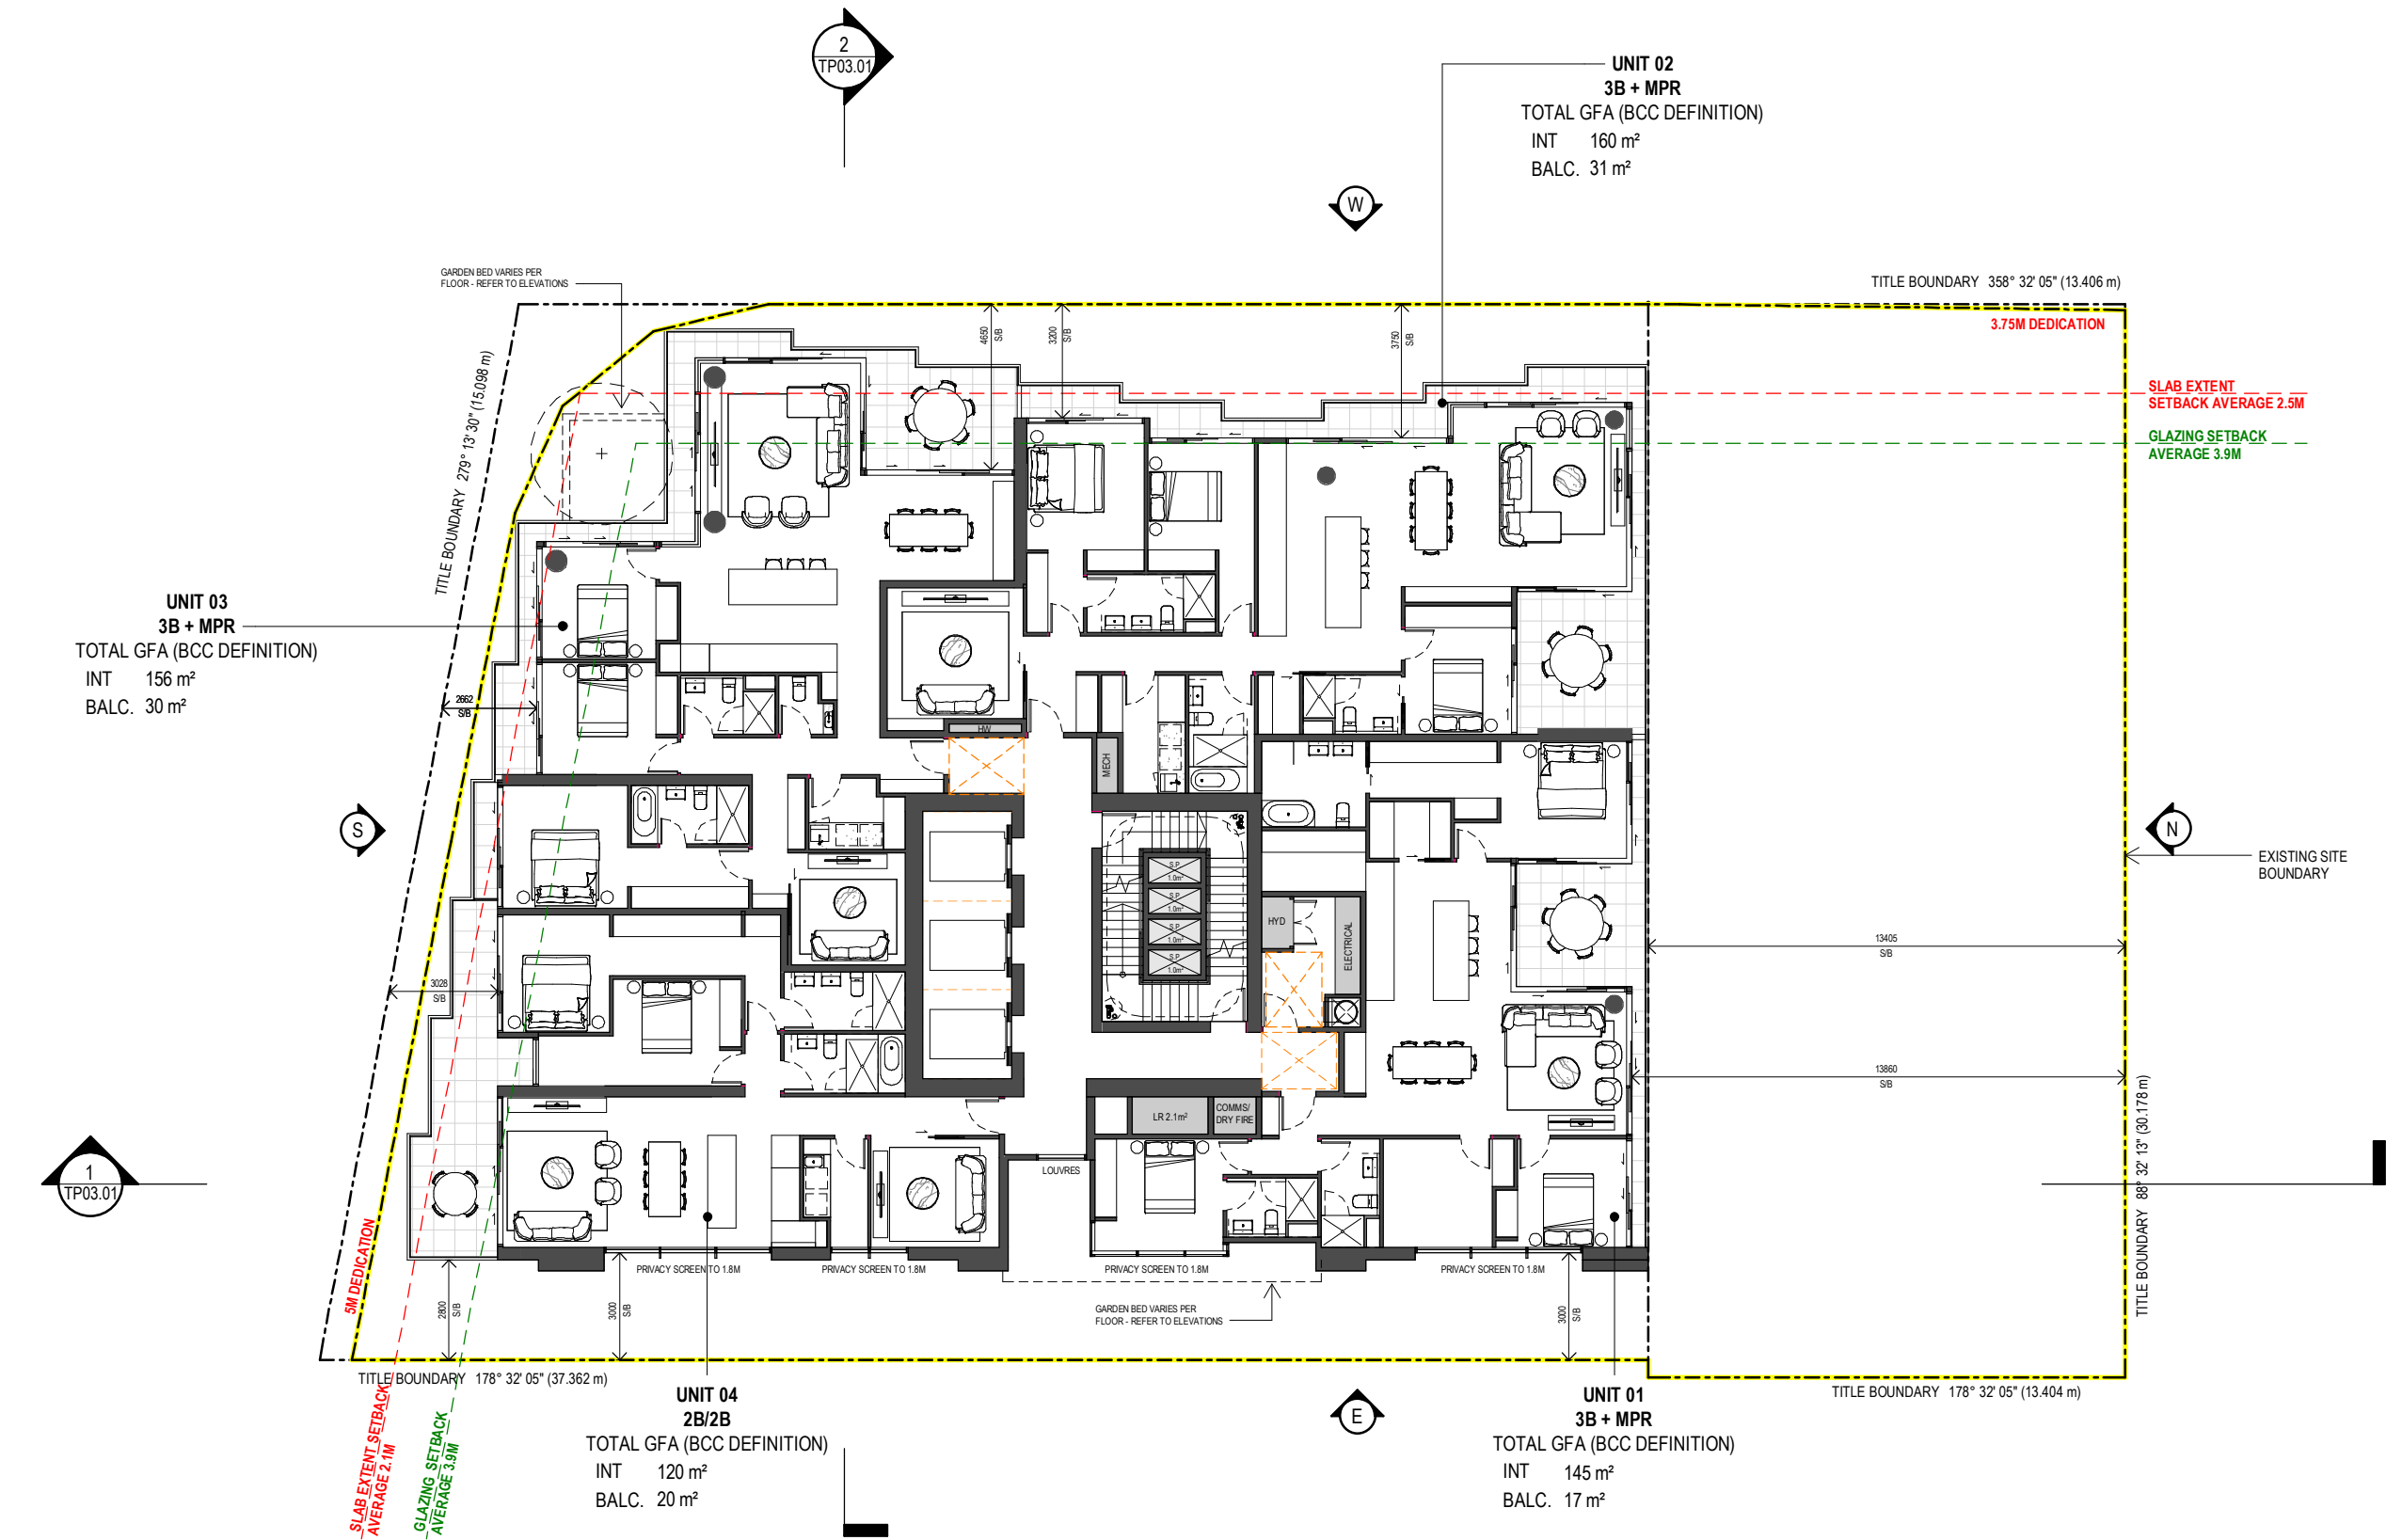 2
TP03.01
UNIT 02
3B + MPR
TOTAL GFA (BCC DEFINITION)
INT 160 m²
BALC. 31 m²
W
GARDEN BED VARIES PER
FLOOR - REFER TO ELEVATIONS
TITLE BOUNDARY 358° 32' 05" (13.406 m)
3.75M DEDICATION
4650
S/B
3200
S/B
3750
S/B
TITLE BOUNDARY 279° 13' 30" (15.098 m)
SLAB EXTENT
SETBACK AVERAGE 2.5M
GLAZING SETBACK
AVERAGE 3.9M
UNIT 03
3B + MPR
TOTAL GFA (BCC DEFINITION)
INT 156 m²
BALC. 30 m²
2662
S/B
HW
MECH
S
N
EXISTING SITE
BOUNDARY
S.P
1.0m²
S.P
1.0m²
S.P
1.0m²
S.P
1.0m²
HYD
ELECTRICAL
13405
S/B
3028
S/B
13860
S/B
LR 2.1m²
COMMS/
DRY FIRE
LOUVRES
1
TP03.01
TITLE BOUNDARY 88° 32' 13" (30.178 m)
5M DEDICATION
PRIVACY SCREEN TO 1.8M
PRIVACY SCREEN TO 1.8M
PRIVACY SCREEN TO 1.8M
PRIVACY SCREEN TO 1.8M
2800
S/B
3000
S/B
GARDEN BED VARIES PER
FLOOR - REFER TO ELEVATIONS
3000
S/B
TITLE BOUNDARY 178° 32' 05" (37.362 m)
TITLE BOUNDARY 178° 32' 05" (13.404 m)
SLAB EXTENT SETBACK
AVERAGE 2.1M
GLAZING SETBACK
AVERAGE 3.9M
UNIT 04
2B/2B
TOTAL GFA (BCC DEFINITION)
INT 120 m²
BALC. 20 m²
E
UNIT 01
3B + MPR
TOTAL GFA (BCC DEFINITION)
INT 145 m²
BALC. 17 m²